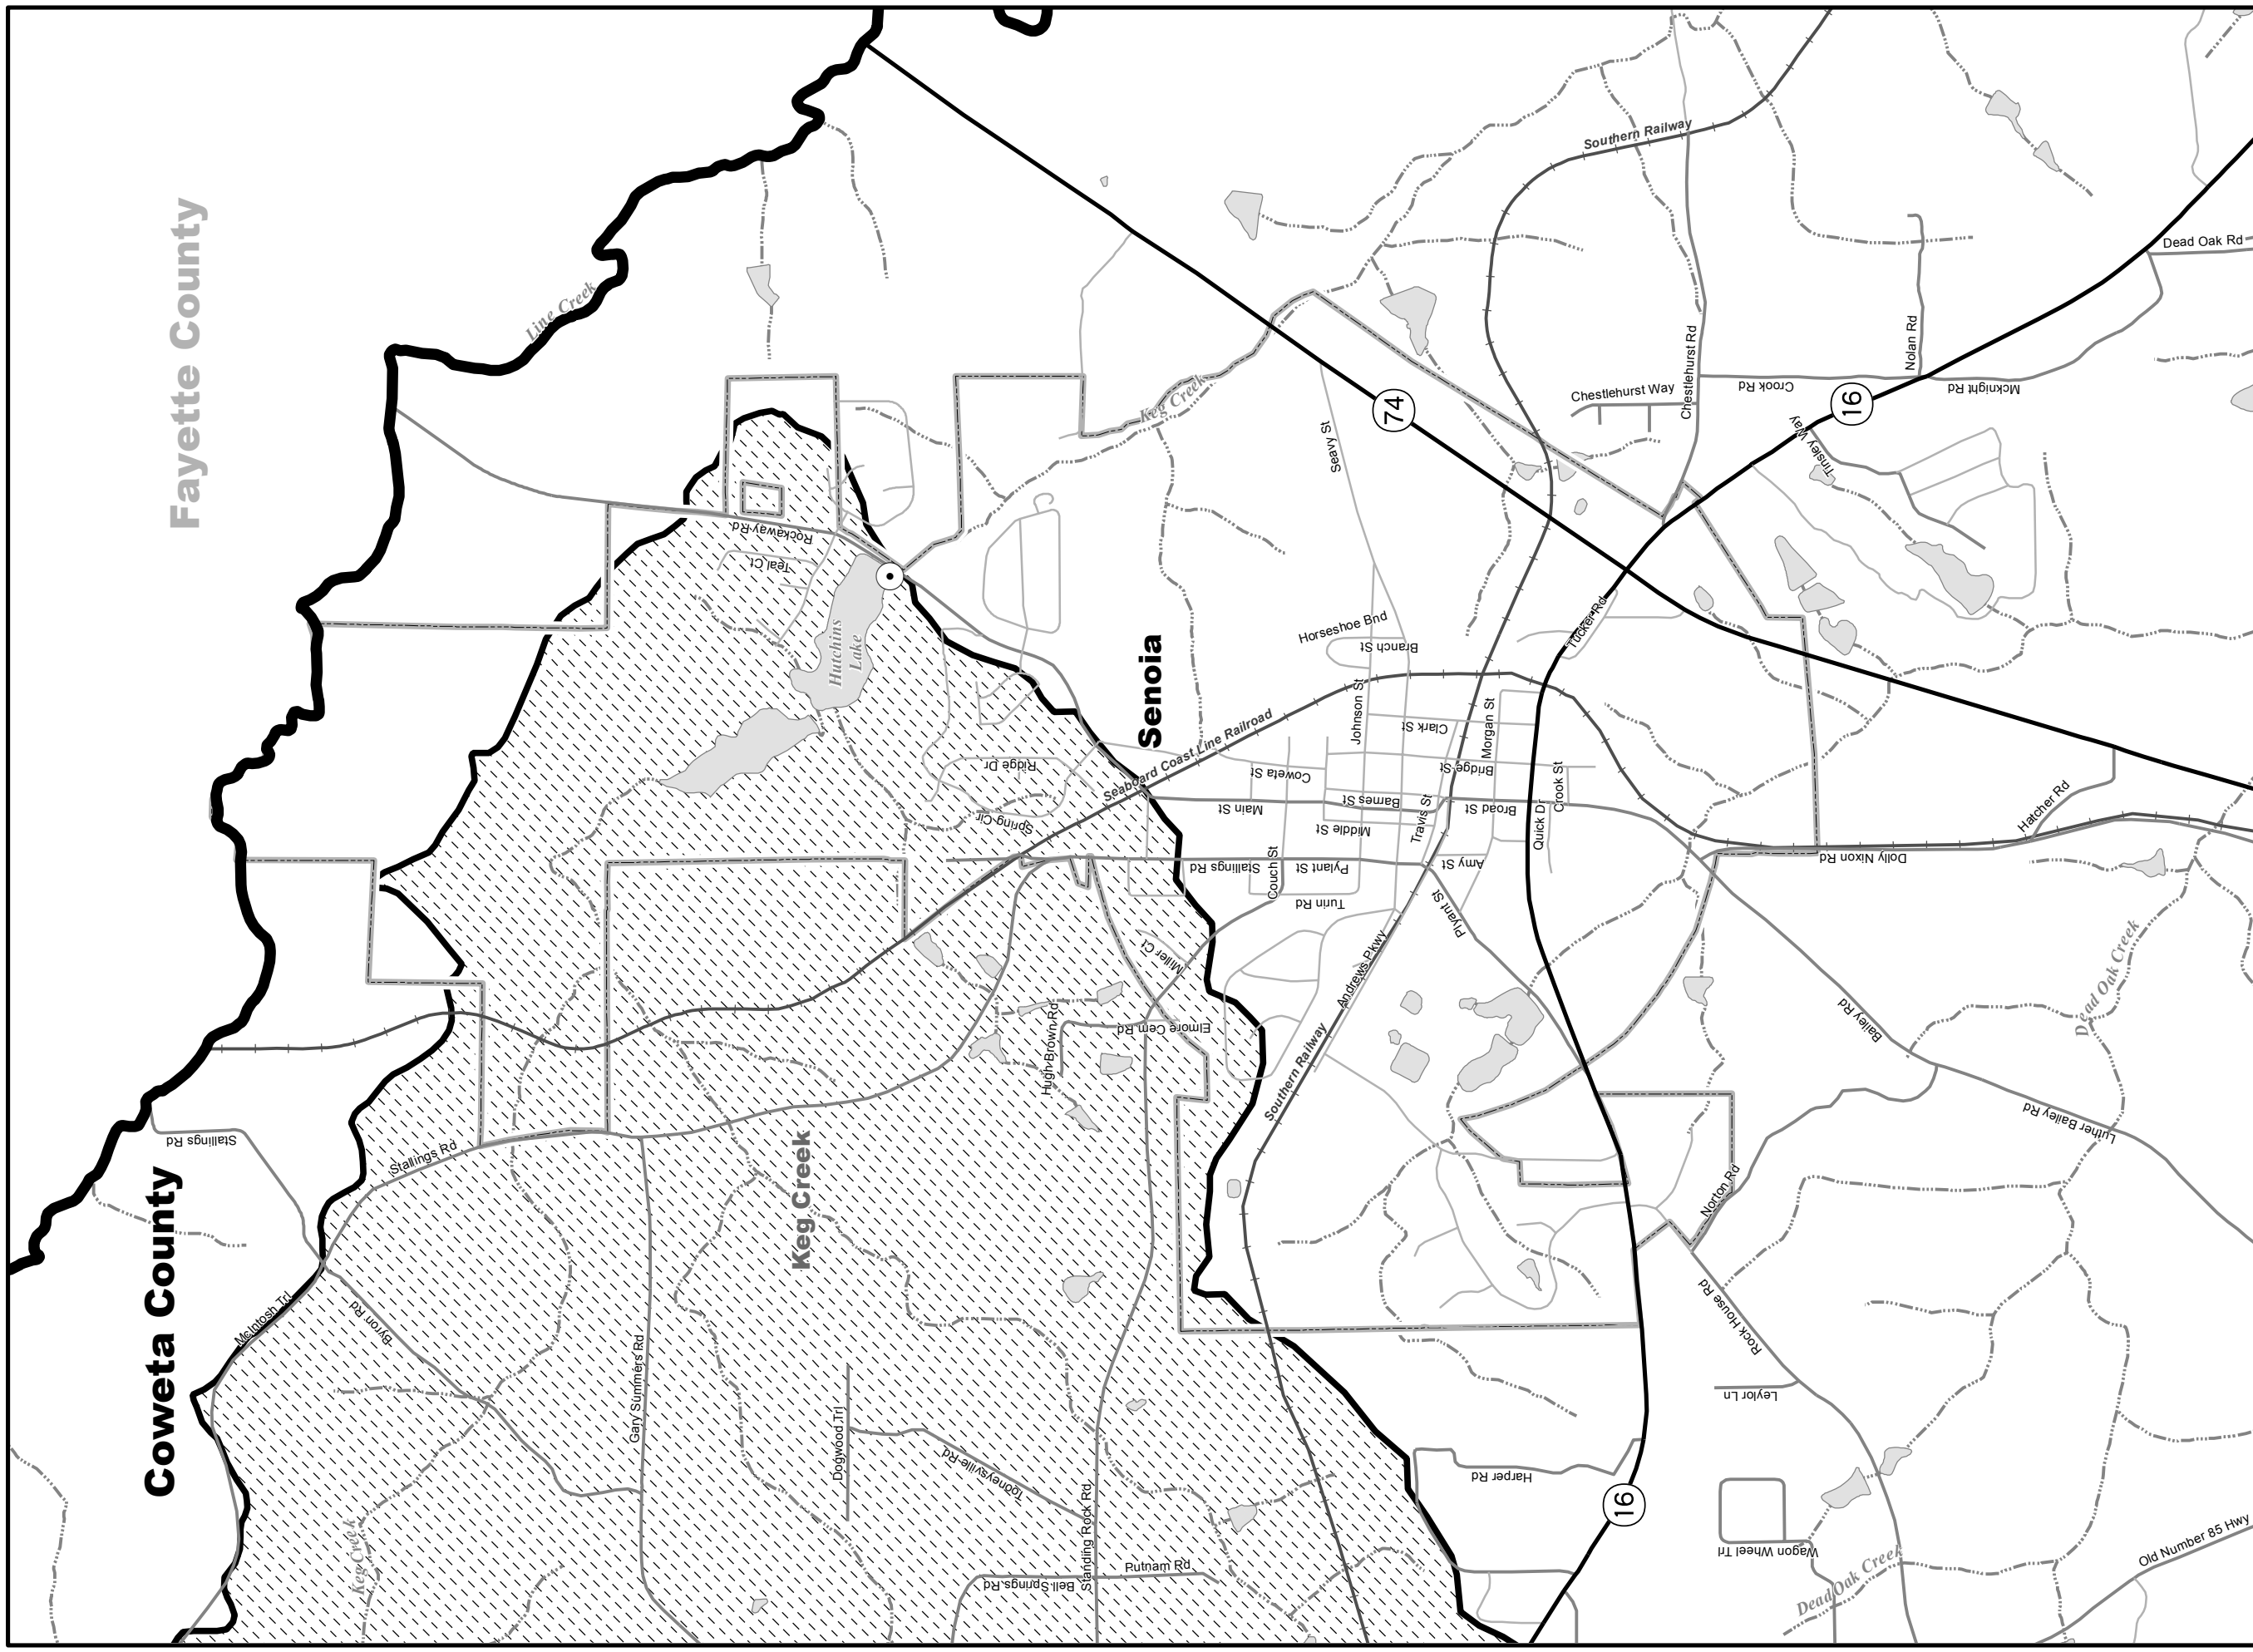 Fayette County
Line Creek
Southern Railway
Dead Oak Rd
Keg Creek
74
Seavy St
Chestlehurst Way
Chestlehurst Rd
Crook Rd
Nolan Rd
Mcknight Rd
16
Tinsley Way
Rockaway Rd
Teal Ct
Hutchins
Lake
Senoia
Horseshoe Bnd
Branch St
Tucker Rd
Seaboard Coast Line Railroad
Johnson St
Clark St
Morgan St
Ridge Dr
Coweta St
Bridge St
Spring Cir
Main St
Barnes St
Middle St
Travis St
Broad St
Quick Dr
Crook St
Hatcher Rd
Dolly Nixon Rd
Stallings Rd
Couch St
Pylant St
Amy St
Turin Rd
Plyant St
Miller Ct
Andrews Pkwy
Elmore Cem Rd
Hugh Brown Rd
Southern Railway
Bailey Rd
Dead Oak Creek
Luther Bailey Rd
Stallings Rd
Stallings Rd
Coweta County
Keg Creek
Norton Rd
McIntosh Trl
Byron Rd
Gary Summers Rd
Rock House Rd
Leylor Ln
Dogwood Trl
Tooneysville Rd
Standing Rock Rd
Harper Rd
16
Keg Creek
Bell Springs Rd
Putnam Rd
Wagon Wheel Trl
Dead Oak Creek
Old Number 85 Hwy